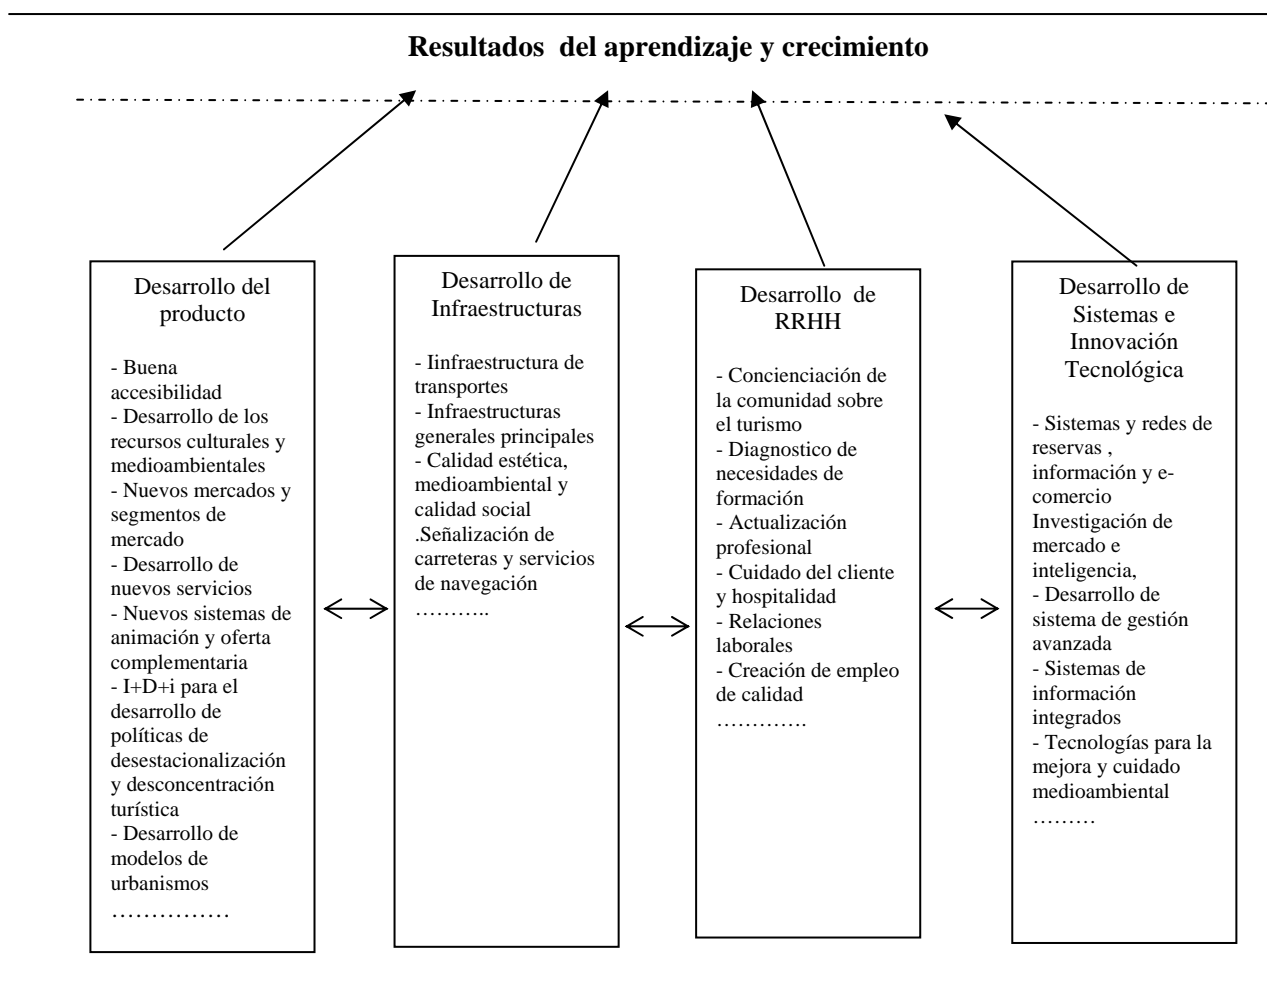 Resultados del aprendizaje y crecimiento
Desarrollo del
producto
- Buena
accesibilidad
- Desarrollo de los
recursos culturales y
medioambientales
- Nuevos mercados y
segmentos de
mercado
- Desarrollo de
nuevos servicios
- Nuevos sistemas de
animación y oferta
complementaria
- I+D+i para el
desarrollo de
políticas de
desestacionalización
y desconcentración
turística
- Desarrollo de
modelos de
urbanismos
……………
Desarrollo de
Infraestructuras
- Iinfraestructura de
transportes
- Infraestructuras
generales principales
- Calidad estética,
medioambiental y
calidad social
.Señalización de
carreteras y servicios
de navegación
………..
Desarrollo de
RRHH
- Concienciación de
la comunidad sobre
el turismo
- Diagnostico de
necesidades de
formación
- Actualización
profesional
- Cuidado del cliente
y hospitalidad
- Relaciones
laborales
- Creación de empleo
de calidad
………….
Desarrollo de
Sistemas e
Innovación
Tecnológica
- Sistemas y redes de
reservas ,
información y e-
comercio
Investigación de
mercado e
inteligencia,
- Desarrollo de
sistema de gestión
avanzada
- Sistemas de
información
integrados
- Tecnologías para la
mejora y cuidado
medioambiental
………